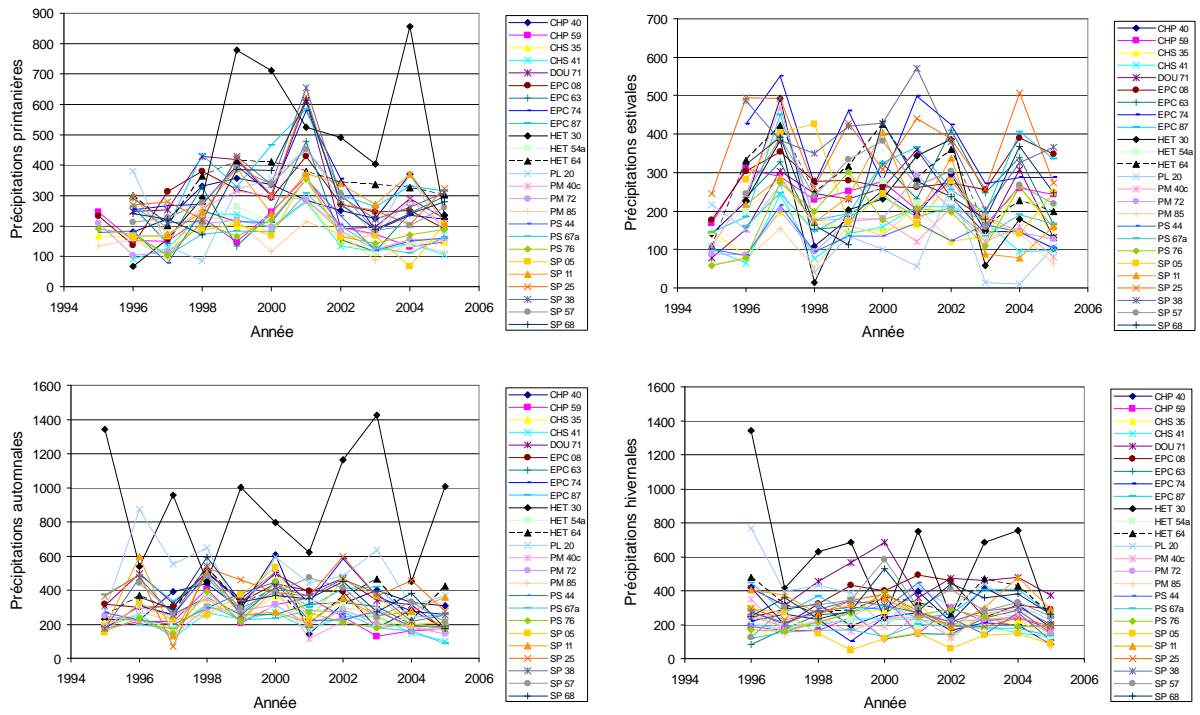 Précipitations printanières
900
800
700
600
500
400
300
200
100
0
1994
1996
1998
2000
2002
2004
2006
Année
CHP 40
CHP 59
CHS 35
CHS 41
DOU 71
EPC 08
EPC 63
EPC 74
EPC 87
HET 30
HET 54a
HET 64
PL 20
PM 40c
PM 72
PM 85
PS 44
PS 67a
PS 76
SP 05
SP 11
SP 25
SP 38
SP 57
SP 68
Précipitations estivales
700
600
500
400
300
200
100
0
1994
1996
1998
2000
2002
2004
2006
Année
CHP 40
CHP 59
CHS 35
CHS 41
DOU 71
EPC 08
EPC 63
EPC 74
EPC 87
HET 30
HET 54a
HET 64
PL 20
PM 40c
PM 72
PM 85
PS 44
PS 67a
PS 76
SP 05
SP 11
SP 25
SP 38
SP 57
SP 68
Précipitations automnales
1600
1400
1200
1000
800
600
400
200
0
1994
1996
1998
2000
2002
2004
2006
Année
CHP 40
CHP 59
CHS 35
CHS 41
DOU 71
EPC 08
EPC 63
EPC 74
EPC 87
HET 30
HET 54a
HET 64
PL 20
PM 40c
PM 72
PM 85
PS 44
PS 67a
PS 76
SP 05
SP 11
SP 25
SP 38
SP 57
SP 68
Précipitations hivernales
1600
1400
1200
1000
800
600
400
200
0
1994
1996
1998
2000
2002
2004
2006
Année
CHP 40
CHP 59
CHS 35
CHS 41
DOU 71
EPC 08
EPC 63
EPC 74
EPC 87
HET 30
HET 54a
HET 64
PL 20
PM 40c
PM 72
PM 85
PS 44
PS 67a
PS 76
SP 05
SP 11
SP 25
SP 38
SP 57
SP 68